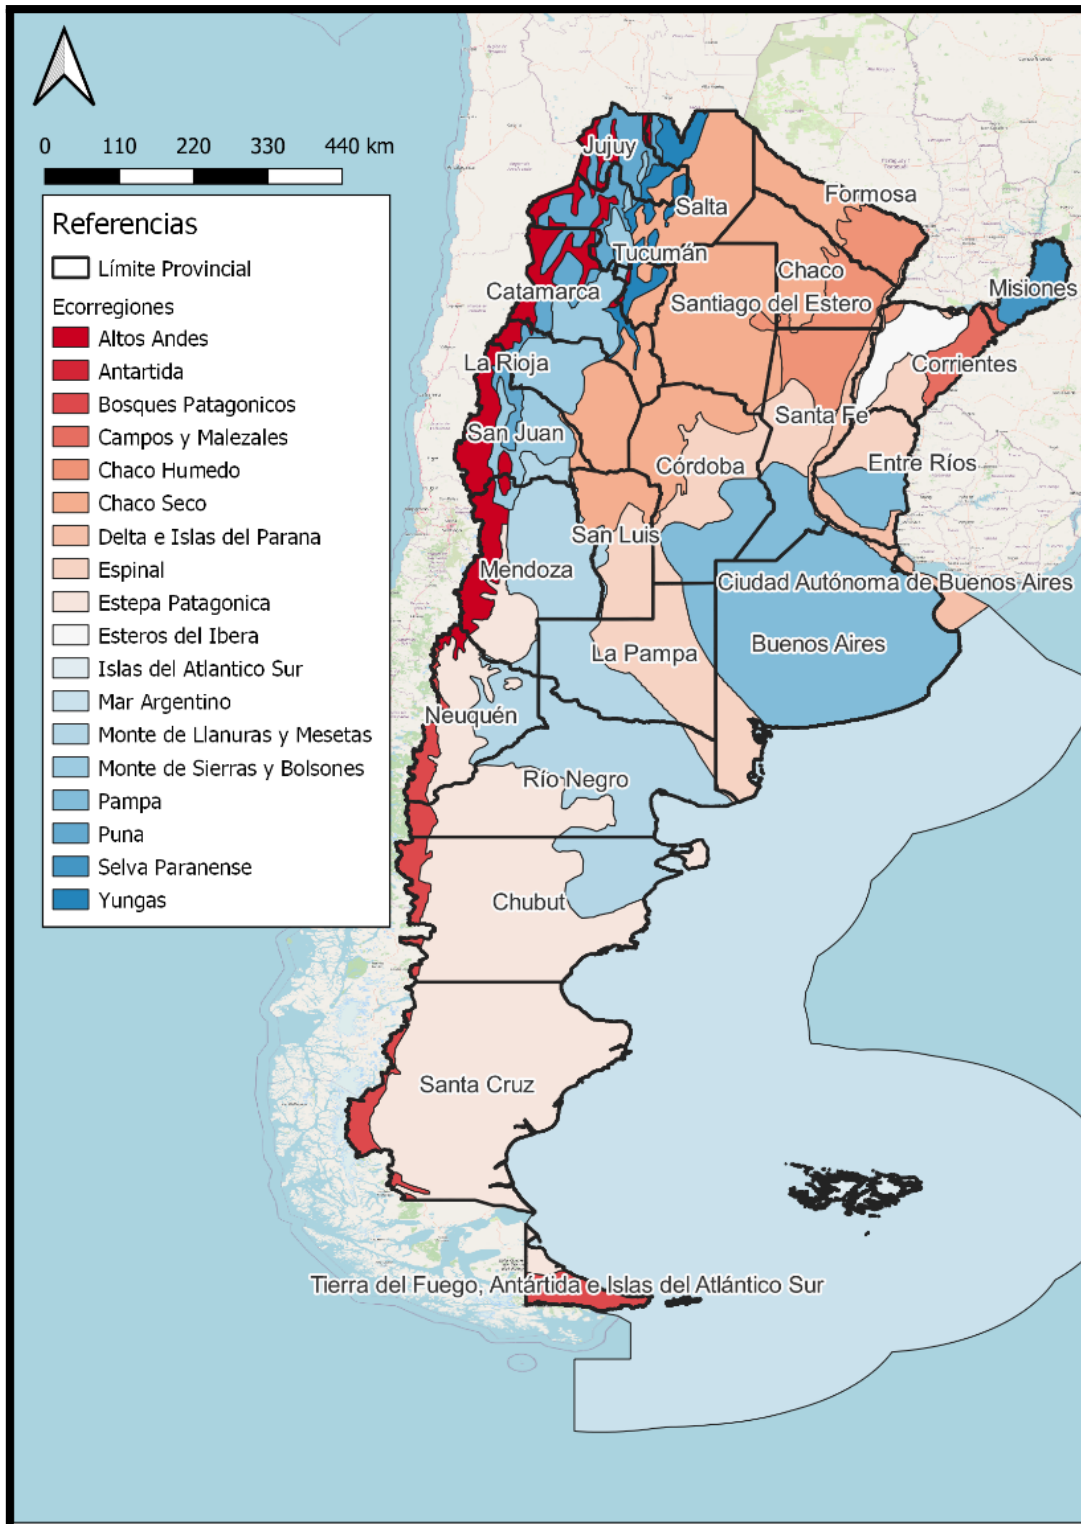 0 110 220 330 440 km
Referencias
Límite Provincial
Ecorregiones
Altos Andes
Antartida
Bosques Patagonicos
Campos y Malezales
Chaco Humedo
Chaco Seco
Delta e Islas del Parana
Espinal
Estepa Patagonica
Esteros del Ibera
Islas del Atlantico Sur
Mar Argentino
Monte de Llanuras y Mesetas
Monte de Sierras y Bolsones
Pampa
Puna
Selva Paranense
Yungas
Jujuy
Formosa
Salta
Tucumán
Chaco
Misiones
Catamarca
Santiago del Estero
La Rioja
Corrientes
Santa Fe
San Juan
Córdoba
Entre Ríos
San Luis
Mendoza
Ciudad Autónoma de Buenos Aires
La Pampa
Buenos Aires
Neuquén
Río Negro
Chubut
Santa Cruz
Tierra del Fuego, Antártida e Islas del Atlántico Sur